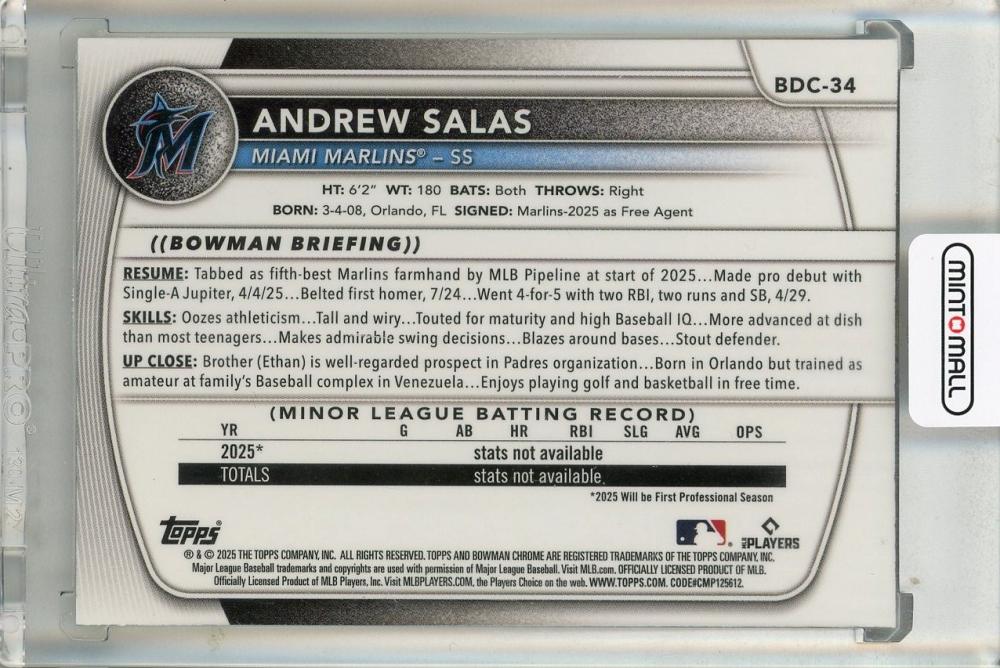 BDC-34
ANDREW SALAS
MIAMI MARLINS® – SS
HT: 6'2" WT: 180 BATS: Both THROWS: Right
BORN: 3-4-08, Orlando, FL SIGNED: Marlins-2025 as Free Agent
((BOWMAN BRIEFING))
RESUME: Tabbed as fifth-best Marlins farmhand by MLB Pipeline at start of 2025...Made pro debut with
Single-A Jupiter, 4/4/25...Belted first homer, 7/24...Went 4-for-5 with two RBI, two runs and SB, 4/29.
SKILLS: Oozes athleticism...Tall and wiry...Touted for maturity and high Baseball IQ...More advanced at dish
than most teenagers...Makes admirable swing decisions...Blazes around bases...Stout defender.
UP CLOSE: Brother (Ethan) is well-regarded prospect in Padres organization...Born in Orlando but trained as
amateur at family's Baseball complex in Venezuela...Enjoys playing golf and basketball in free time.
(MINOR LEAGUE BATTING RECORD)
YR G AB HR RBI SLG AVG OPS
2025* stats not available
TOTALS stats not available.
*2025 Will be First Professional Season
topps® MLB PLAYERS
® & © 2025 THE TOPPS COMPANY, INC. ALL RIGHTS RESERVED. TOPPS AND BOWMAN CHROME ARE REGISTERED TRADEMARKS OF THE TOPPS COMPANY, INC.
Major League Baseball trademarks and copyrights are used with permission of Major League Baseball. Visit MLB.com. OFFICIALLY LICENSED PRODUCT OF MLB.
Officially Licensed Product of MLB Players, Inc. Visit MLBPLAYERS.COM, the Players Choice on the web. WWW.TOPPS.COM. CODE#CMP125612.
MINTOMALL
UltraPRO®